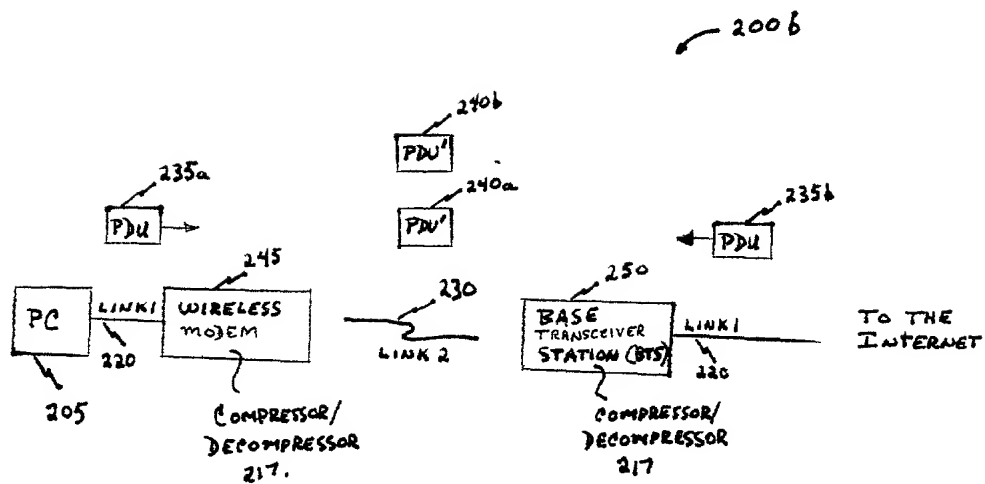 200b
240b
PDU'
235a
PDU
240a
PDU'
235b
PDU
245
230
250
PC
LINK1
220
205
WIRELESS
MODEM
LINK 2
BASE
TRANSCEIVER
STATION (BTS)
LINK1
220
TO THE
INTERNET
COMPRESSOR/
DECOMPRESSOR
217.
COMPRESSOR/
DECOMPRESSOR
217